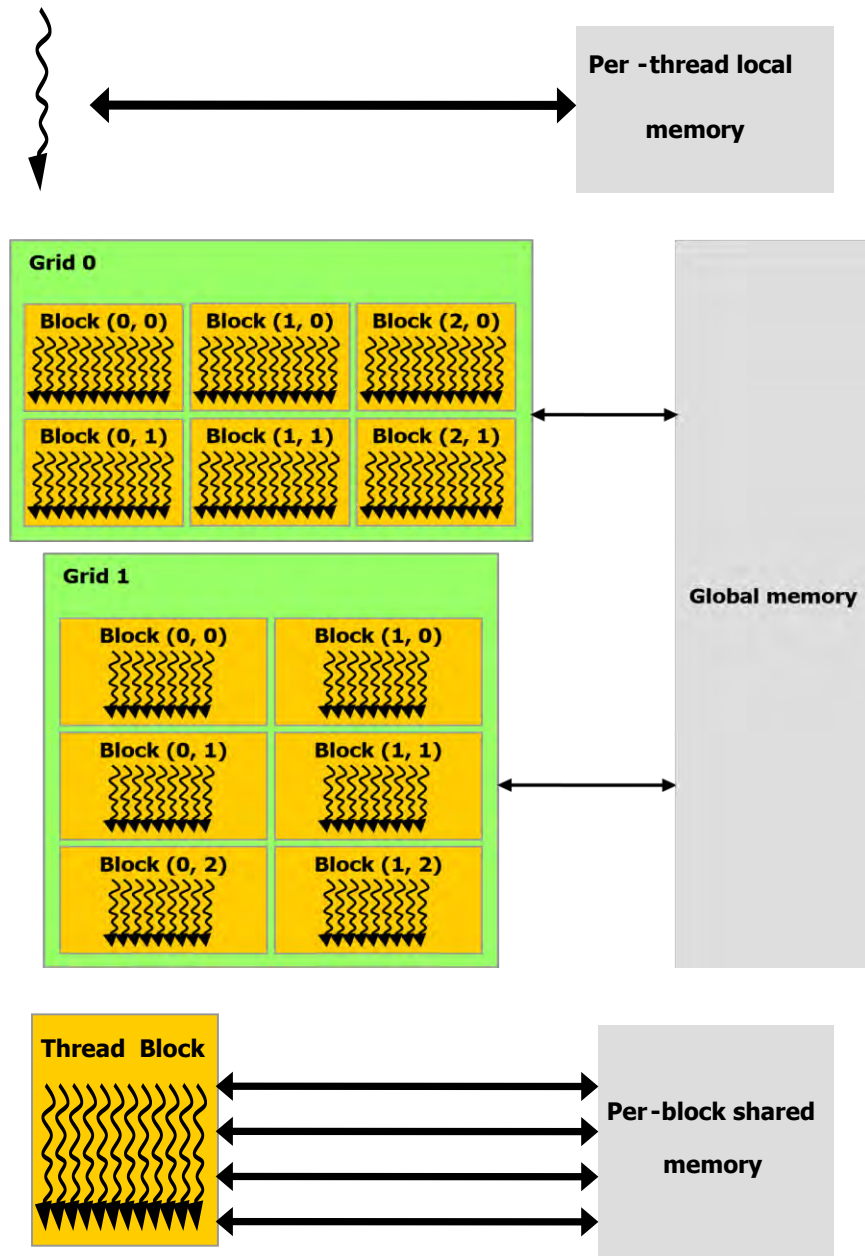 Per -thread local
memory
Grid 0
Block (0, 0) Block (1, 0) Block (2, 0)
Block (0, 1) Block (1, 1) Block (2, 1)
Grid 1
Block (0, 0) Block (1, 0)
Block (0, 1) Block (1, 1)
Block (0, 2) Block (1, 2)
Global memory
Thread Block
Per-block shared
memory